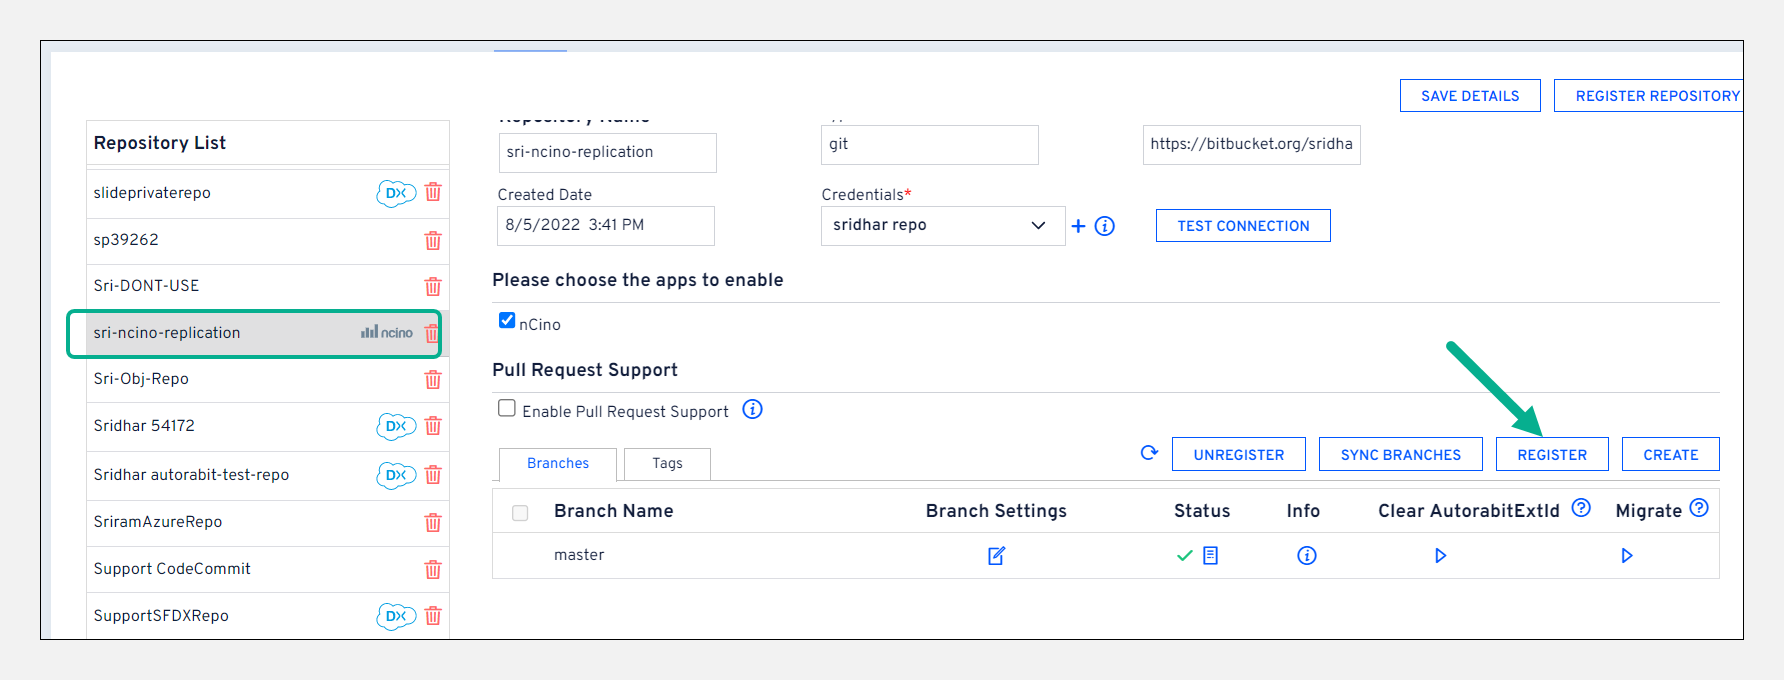 SAVE DETAILS
REGISTER REPOSITORY
Repository List
slideprivaterepo DX
sp39262
Sri-DONT-USE
sri-ncino-replication ncino
Sri-Obj-Repo
Sridhar 54172 DX
Sridhar autorabit-test-repo DX
SriramAzureRepo
Support CodeCommit
SupportSFDXRepo DX
Repository Name
sri-ncino-replication
git
https://bitbucket.org/sridha
Created Date
8/5/2022 3:41 PM
Credentials*
sridhar repo
TEST CONNECTION
Please choose the apps to enable
nCino
Pull Request Support
Enable Pull Request Support
Branches
Tags
UNREGISTER
SYNC BRANCHES
REGISTER
CREATE
Branch Name Branch Settings Status Info Clear AutorabitExtId Migrate
master